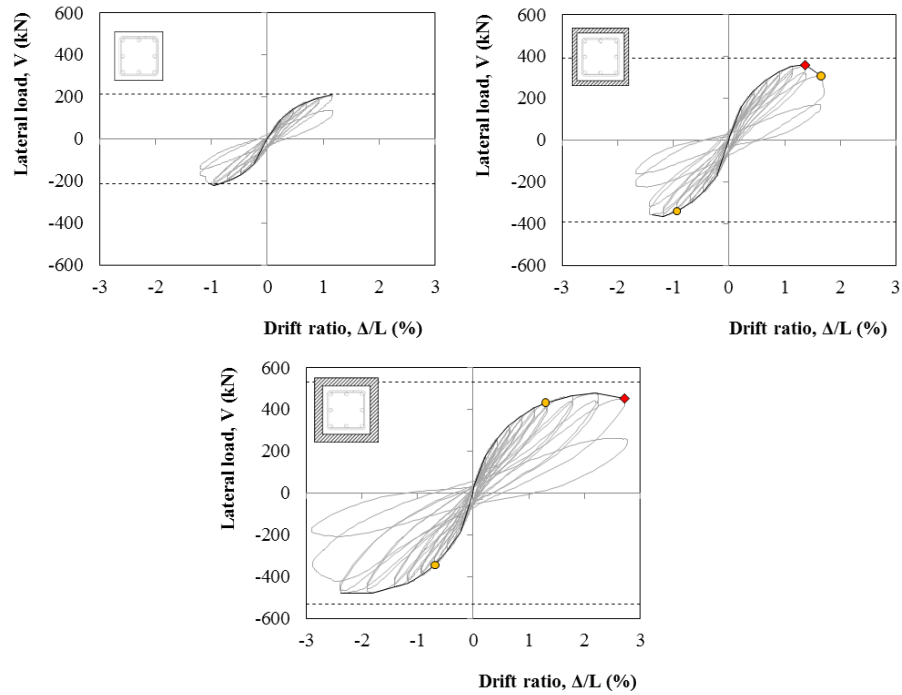 Lateral load, V (kN)
600
400
200
0
-200
-400
-600
-3 -2 -1 0 1 2 3
Drift ratio, Δ/L (%)
Lateral load, V (kN)
600
400
200
0
-200
-400
-600
-3 -2 -1 0 1 2 3
Drift ratio, Δ/L (%)
Lateral load, V (kN)
600
400
200
0
-200
-400
-600
-3 -2 -1 0 1 2 3
Drift ratio, Δ/L (%)